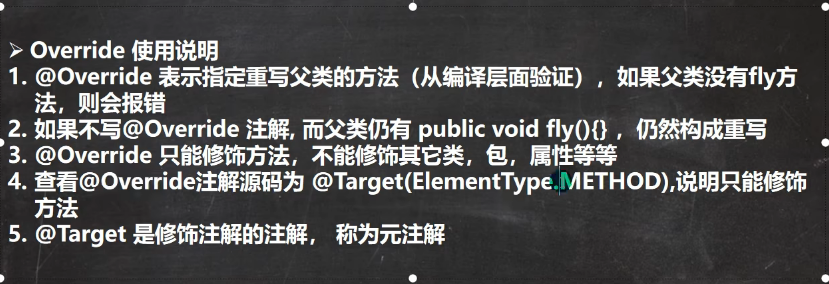 ➢ Override 使用说明
1. @Override 表示指定重写父类的方法（从编译层面验证），如果父类没有fly方
法，则会报错
2. 如果不写@Override 注解, 而父类仍有 public void fly(){} ，仍然构成重写
3. @Override 只能修饰方法，不能修饰其它类，包，属性等等
4. 查看@Override注解源码为 @Target(ElementType.METHOD),说明只能修饰
方法
5. @Target 是修饰注解的注解， 称为元注解